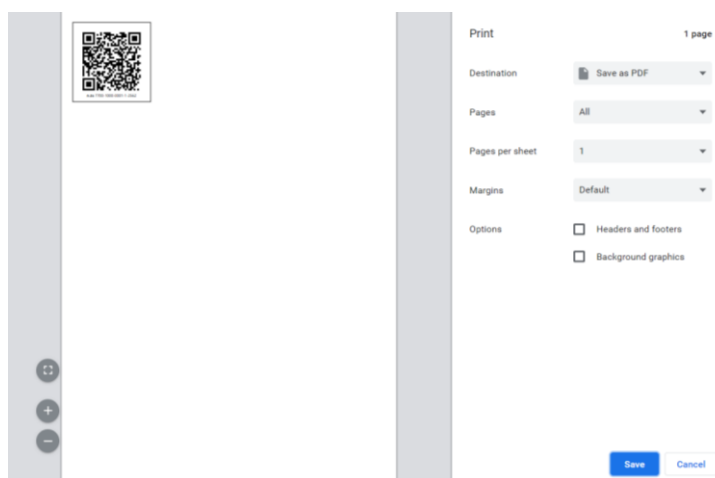 Print 1 page
Destination Save as PDF
Pages All
Pages per sheet 1
Margins Default
Options Headers and footers
Background graphics
Save Cancel